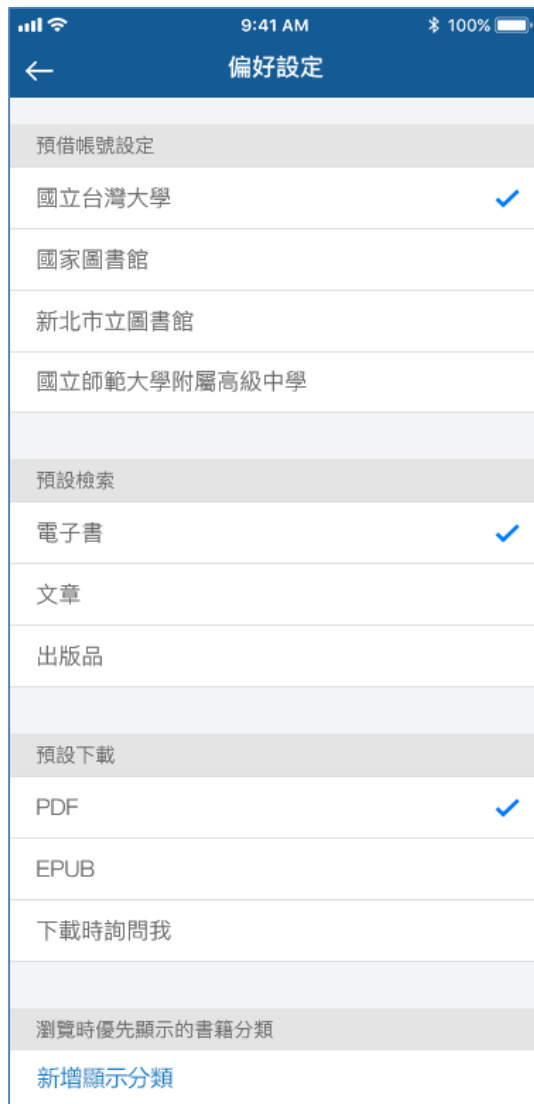 9:41 AM
100%
偏好設定
預借帳號設定
國立台灣大學
國家圖書館
新北市立圖書館
國立師範大學附屬高級中學
預設檢索
電子書
文章
出版品
預設下載
PDF
EPUB
下載時詢問我
瀏覽時優先顯示的書籍分類
新增顯示分類